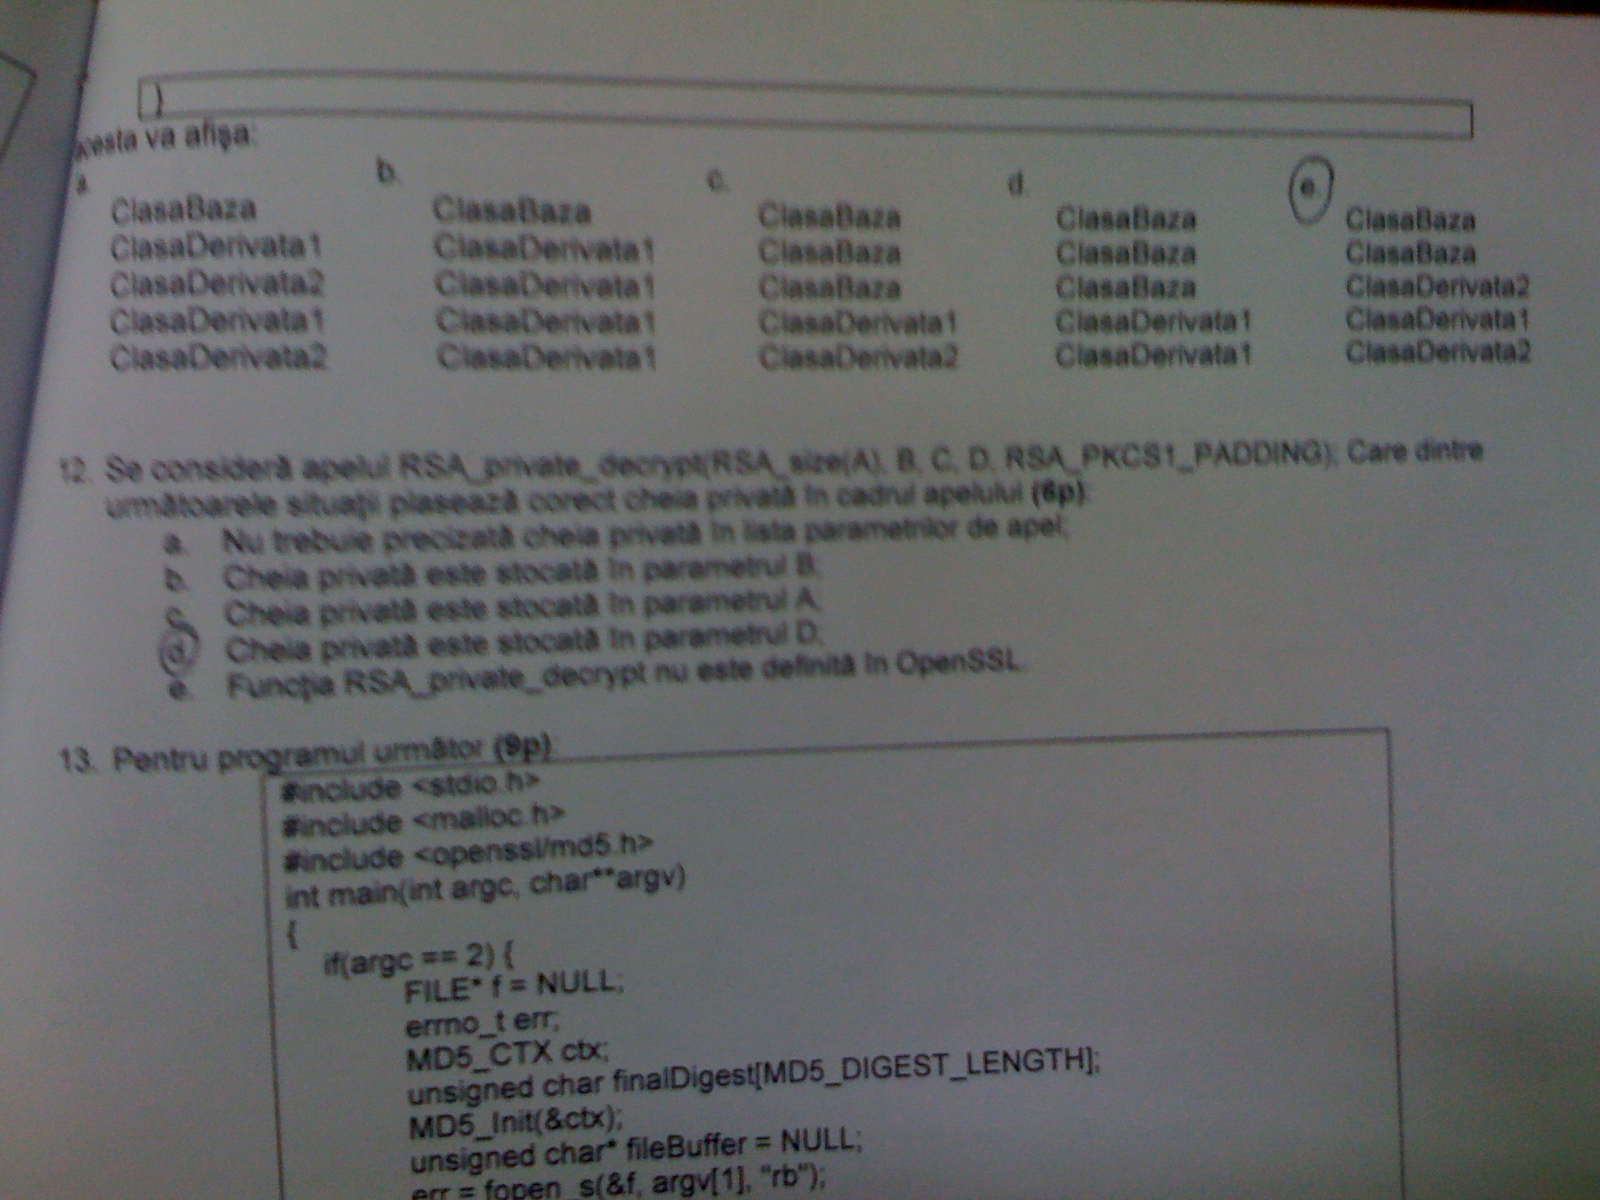 }
cesta va afişa:
a. b. c. d. e.
ClasaBaza ClasaBaza ClasaBaza ClasaBaza ClasaBaza
ClasaDerivata1 ClasaDerivata1 ClasaBaza ClasaBaza ClasaBaza
ClasaDerivata2 ClasaDerivata1 ClasaBaza ClasaBaza ClasaDerivata2
ClasaDerivata1 ClasaDerivata1 ClasaDerivata1 ClasaDerivata1 ClasaDerivata1
ClasaDerivata2 ClasaDerivata1 ClasaDerivata2 ClasaDerivata1 ClasaDerivata2
12. Se consideră apelul RSA_private_decrypt(RSA_size(A), B, C, D, RSA_PKCS1_PADDING); Care dintre
următoarele situaţii plasează corect cheia privată în cadrul apelului (6p):
a. Nu trebuie precizată cheia privată în lista parametrilor de apel;
b. Cheia privată este stocată în parametrul B;
c. Cheia privată este stocată în parametrul A;
d. Cheia privată este stocată în parametrul D;
e. Funcţia RSA_private_decrypt nu este definită în OpenSSL.
13. Pentru programul următor (9p):
#include <stdio.h>
#include <malloc.h>
#include <openssl/md5.h>
int main(int argc, char**argv)
{
if(argc == 2) {
FILE* f = NULL;
errno_t err;
MD5_CTX ctx;
unsigned char finalDigest[MD5_DIGEST_LENGTH];
MD5_Init(&ctx);
unsigned char* fileBuffer = NULL;
err = fopen_s(&f, argv[1], "rb");